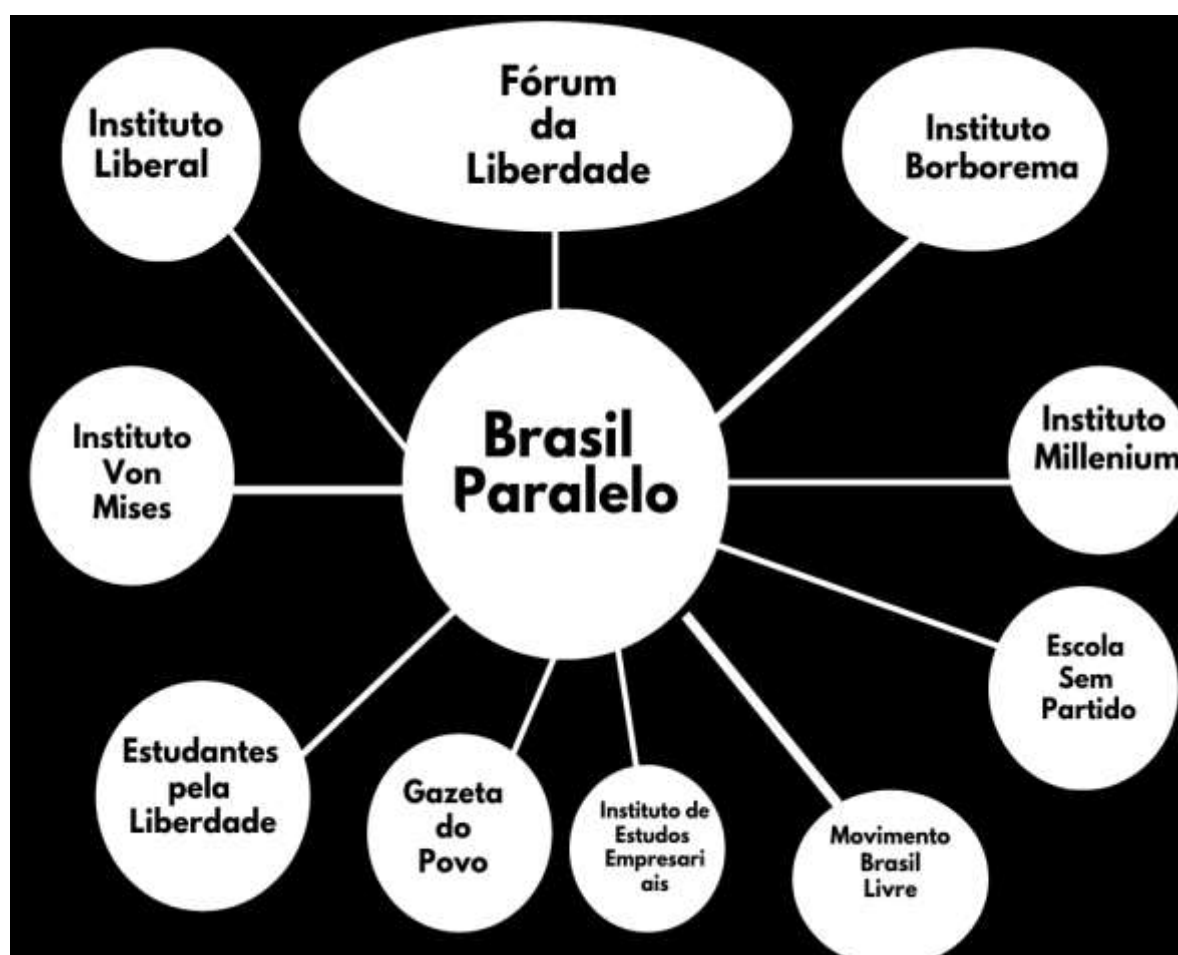 Instituto
Liberal
Fórum
da
Liberdade
Instituto
Borborema
Instituto
Von
Mises
Brasil
Paralelo
Instituto
Millenium
Escola
Sem
Partido
Estudantes
pela
Liberdade
Gazeta
do
Povo
Instituto de
Estudos
Empresari
ais
Movimento
Brasil
Livre